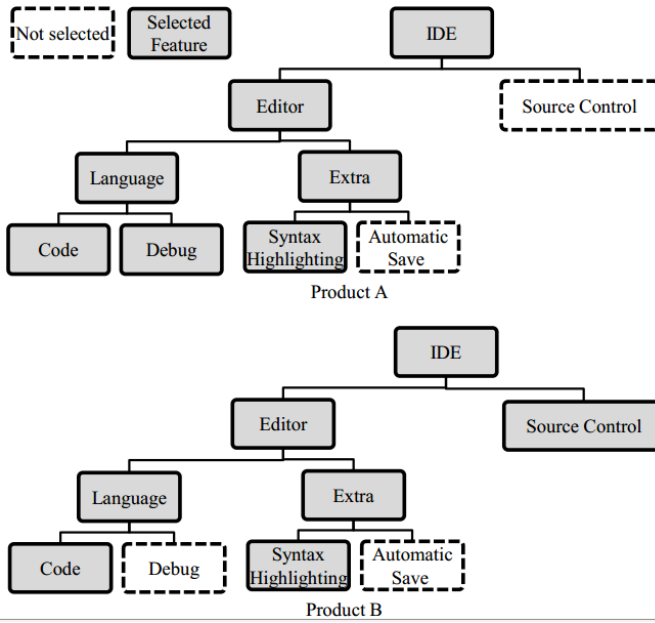 Not selected
Selected
Feature
IDE
Editor
Source Control
Language
Extra
Code
Debug
Syntax
Highlighting
Automatic
Save
Product A
IDE
Editor
Source Control
Language
Extra
Code
Debug
Syntax
Highlighting
Automatic
Save
Product B